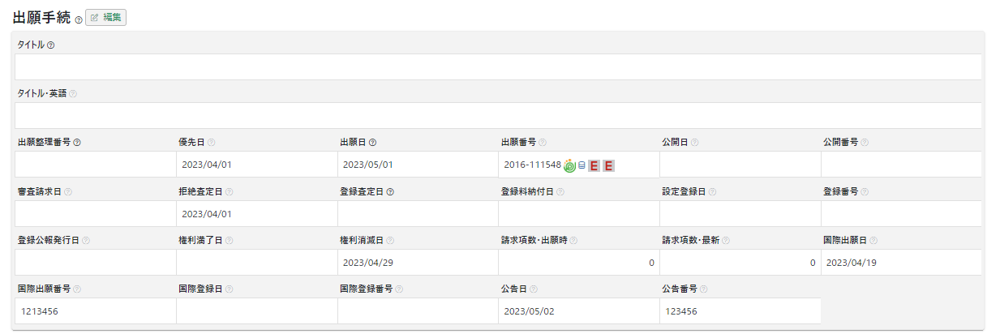 出願手続 編集
タイトル
タイトル・英語
出願整理番号 優先日 出願日 出願番号 公開日 公開番号
2023/04/01 2023/05/01 2016-111548 E E
審査請求日 拒絶査定日 登録査定日 登録料納付日 設定登録日 登録番号
2023/04/01
登録公報発行日 権利満了日 権利消滅日 請求項数・出願時 請求項数・最新 国際出願日
2023/04/29 0 0 2023/04/19
国際出願番号 国際登録日 国際登録番号 公告日 公告番号
1213456 2023/05/02 123456